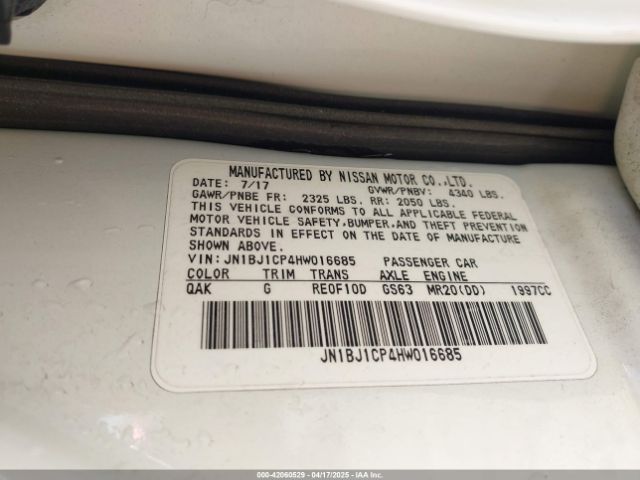 MANUFACTURED BY NISSAN MOTOR CO.,LTD.
DATE: 7/17 GVWR/PNBV: 4340 LBS.
GAWR/PNBE FR: 2325 LBS. RR: 2050 LBS.
THIS VEHICLE CONFORMS TO ALL APPLICABLE FEDERAL
MOTOR VEHICLE SAFETY,BUMPER,AND THEFT PREVENTION
STANDARDS IN EFFECT ON THE DATE OF MANUFACTURE
SHOWN ABOVE.
VIN: JN1BJ1CP4HW016685 PASSENGER CAR
COLOR TRIM TRANS AXLE ENGINE
QAK G RE0F10D GS63 MR20(DD) 1997CC
JN1BJ1CP4HW016685
000-42060529 - 04/17/2025 - IAA, Inc.